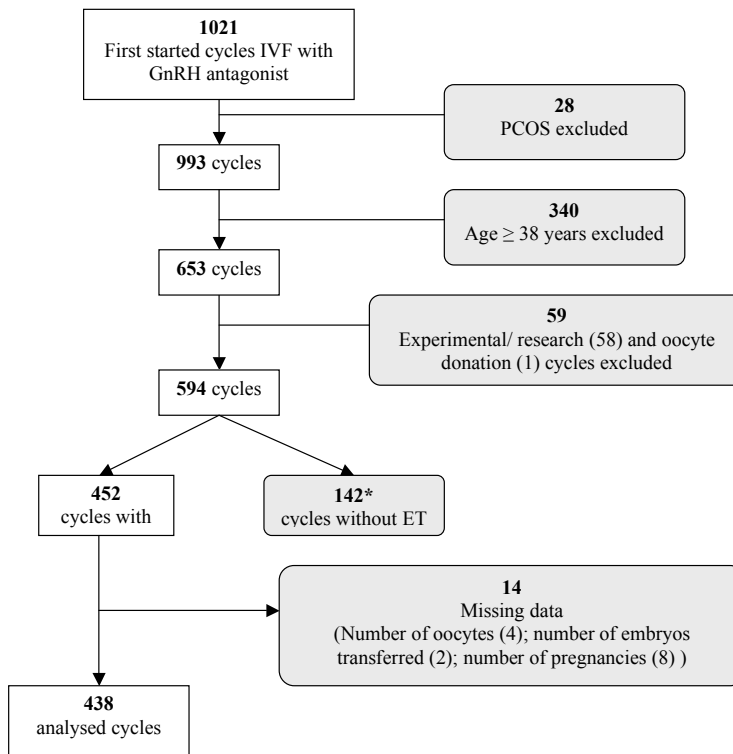 1021
First started cycles IVF with
GnRH antagonist
28
PCOS excluded
993 cycles
340
Age ≥ 38 years excluded
653 cycles
59
Experimental/ research (58) and oocyte
donation (1) cycles excluded
594 cycles
452
cycles with
142*
cycles without ET
14
Missing data
(Number of oocytes (4); number of embryos
transferred (2); number of pregnancies (8) )
438
analysed cycles